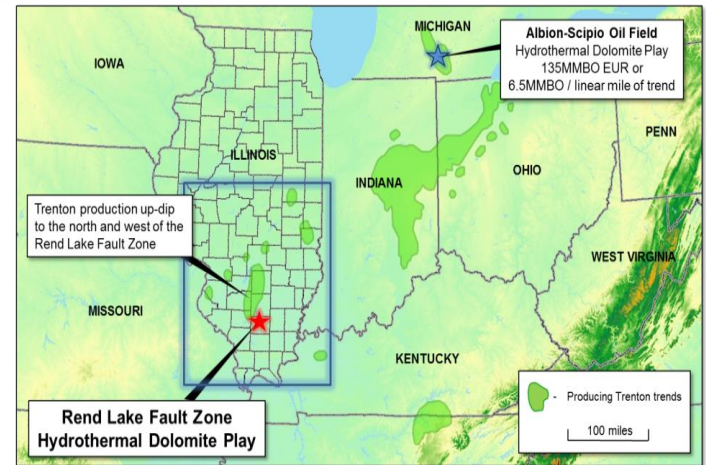 MICHIGAN
Albion-Scipio Oil Field
Hydrothermal Dolomite Play
135MMBO EUR or
6.5MMBO / linear mile of trend
IOWA
PENN
ILLINOIS
INDIANA
OHIO
Trenton production up-dip
to the north and west of the
Rend Lake Fault Zone
WEST VIRGINIA
MISSOURI
KENTUCKY
Rend Lake Fault Zone
Hydrothermal Dolomite Play
- Producing Trenton trends
100 miles